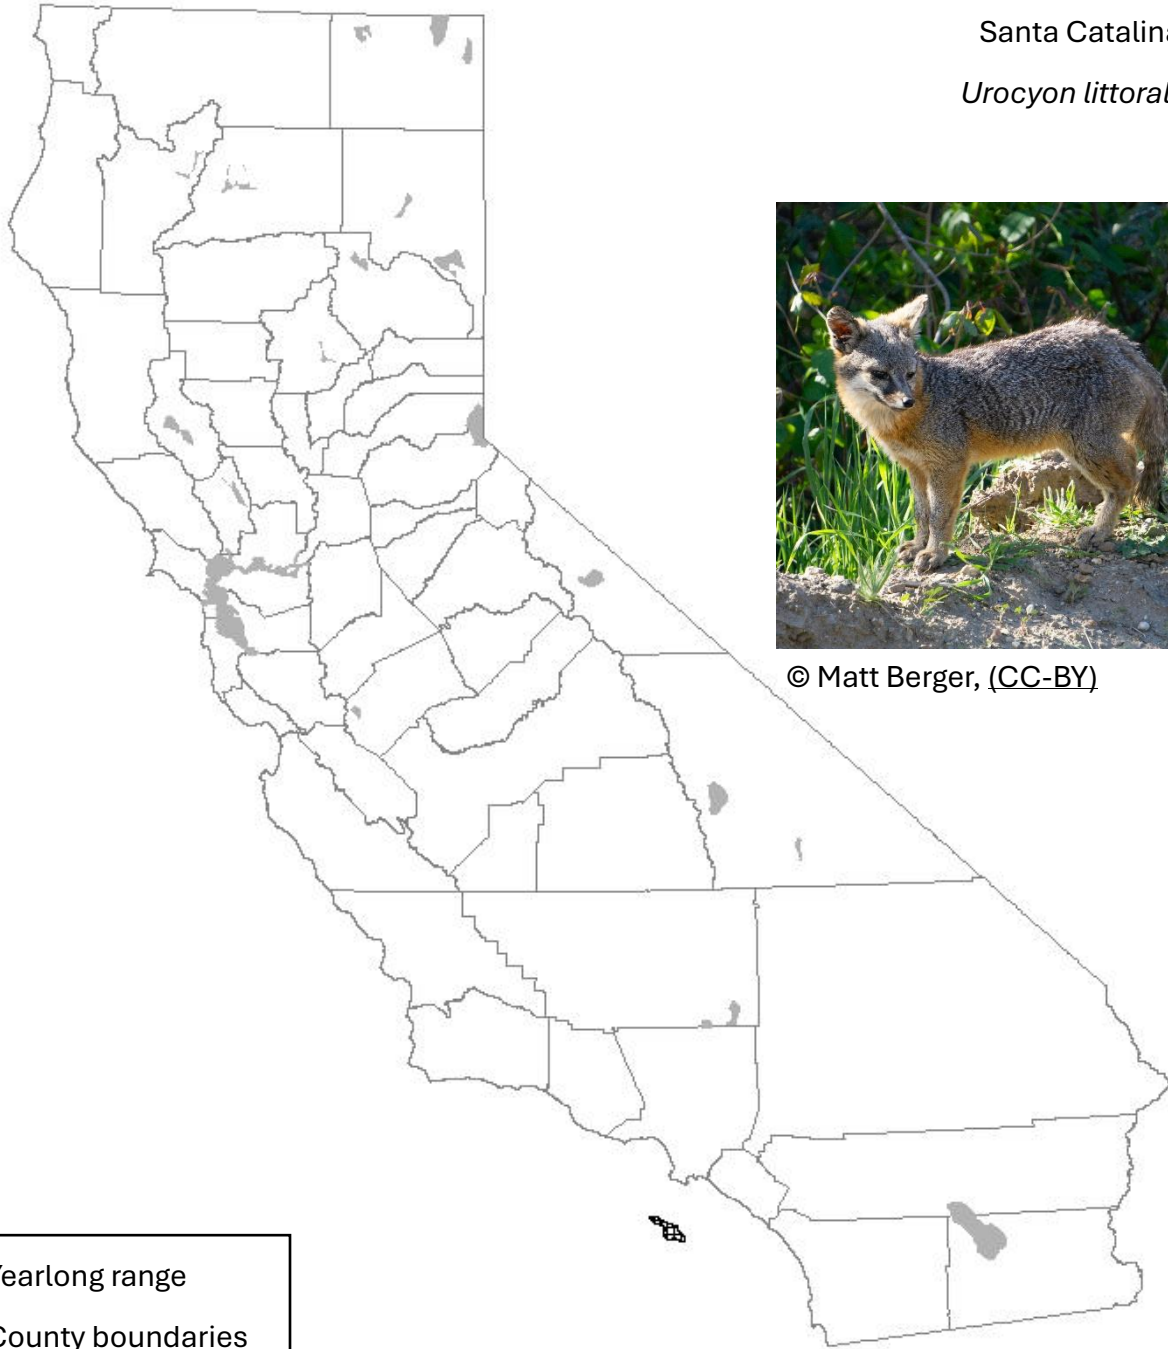 Santa Catalina
Urocyon littoral
© Matt Berger, (CC-BY)
Yearlong range
County boundaries